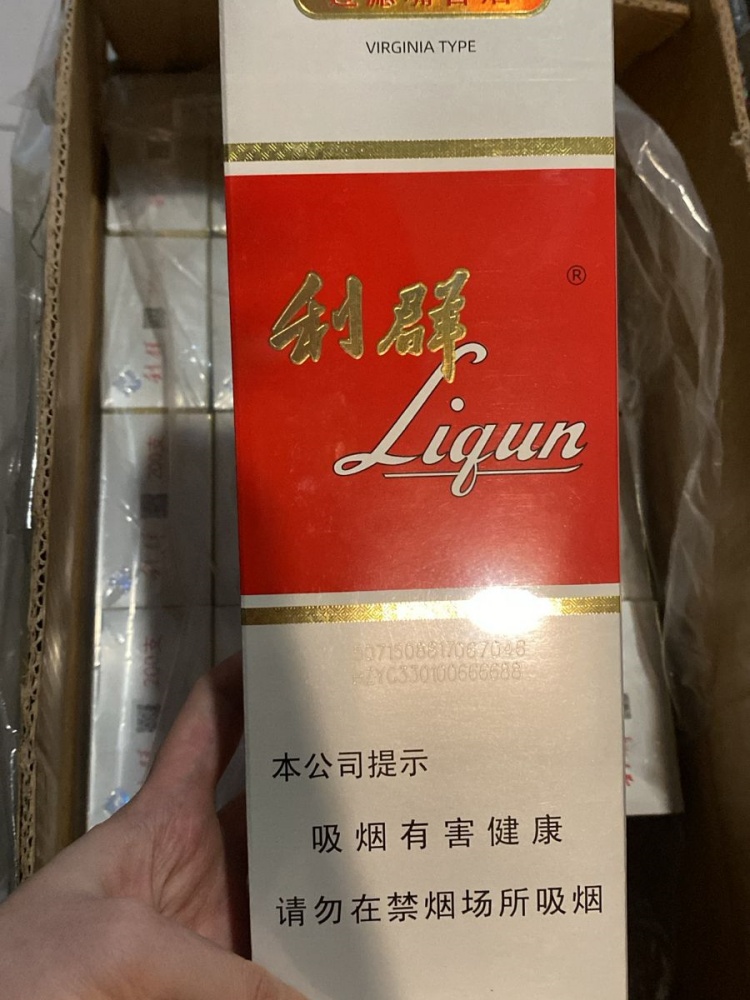 VIRGINIA TYPE
利群
®
Liqun
本公司提示
吸烟有害健康
请勿在禁烟场所吸烟